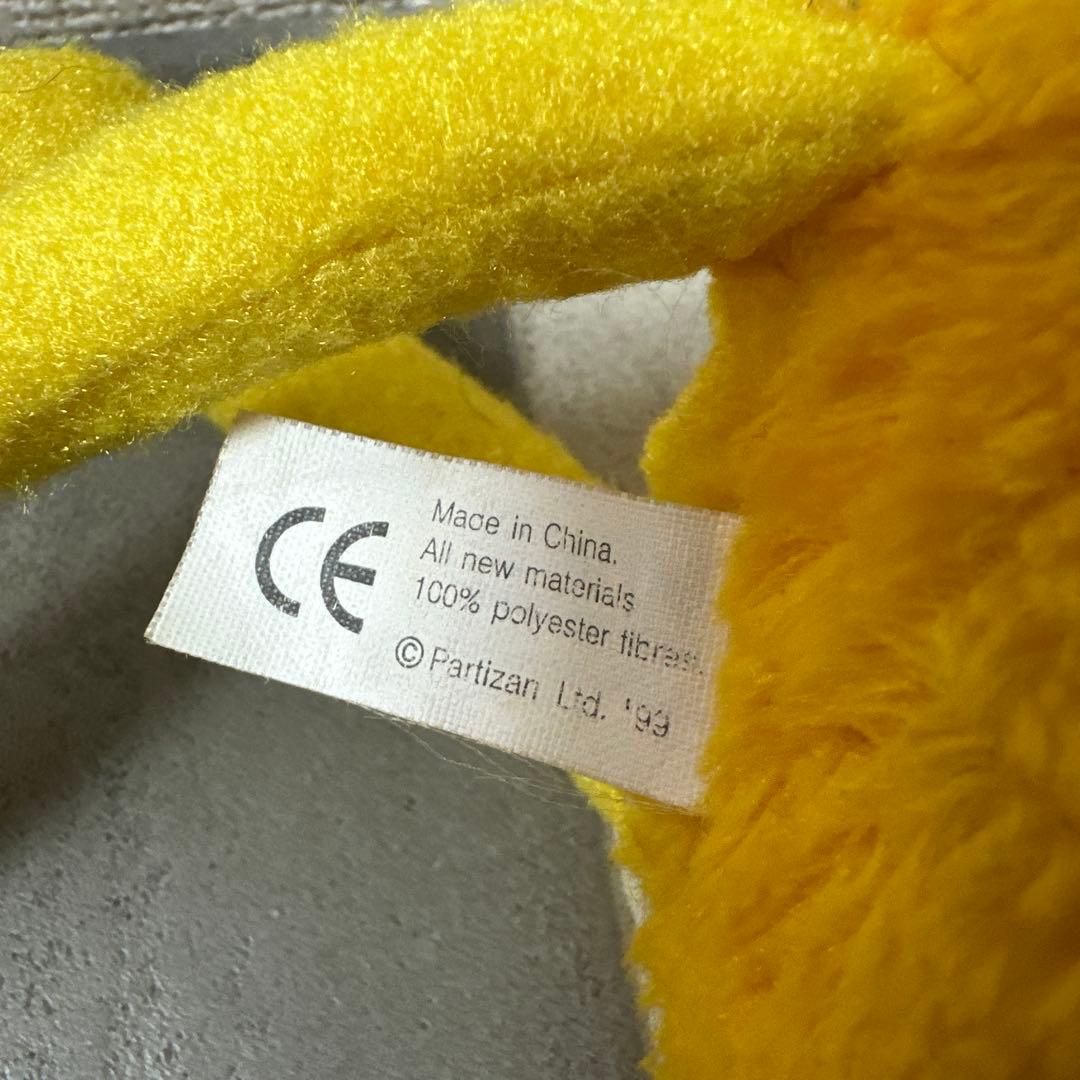 CE
Made in China.
All new materials
100% polyester fibres.
© Partizan Ltd. '99